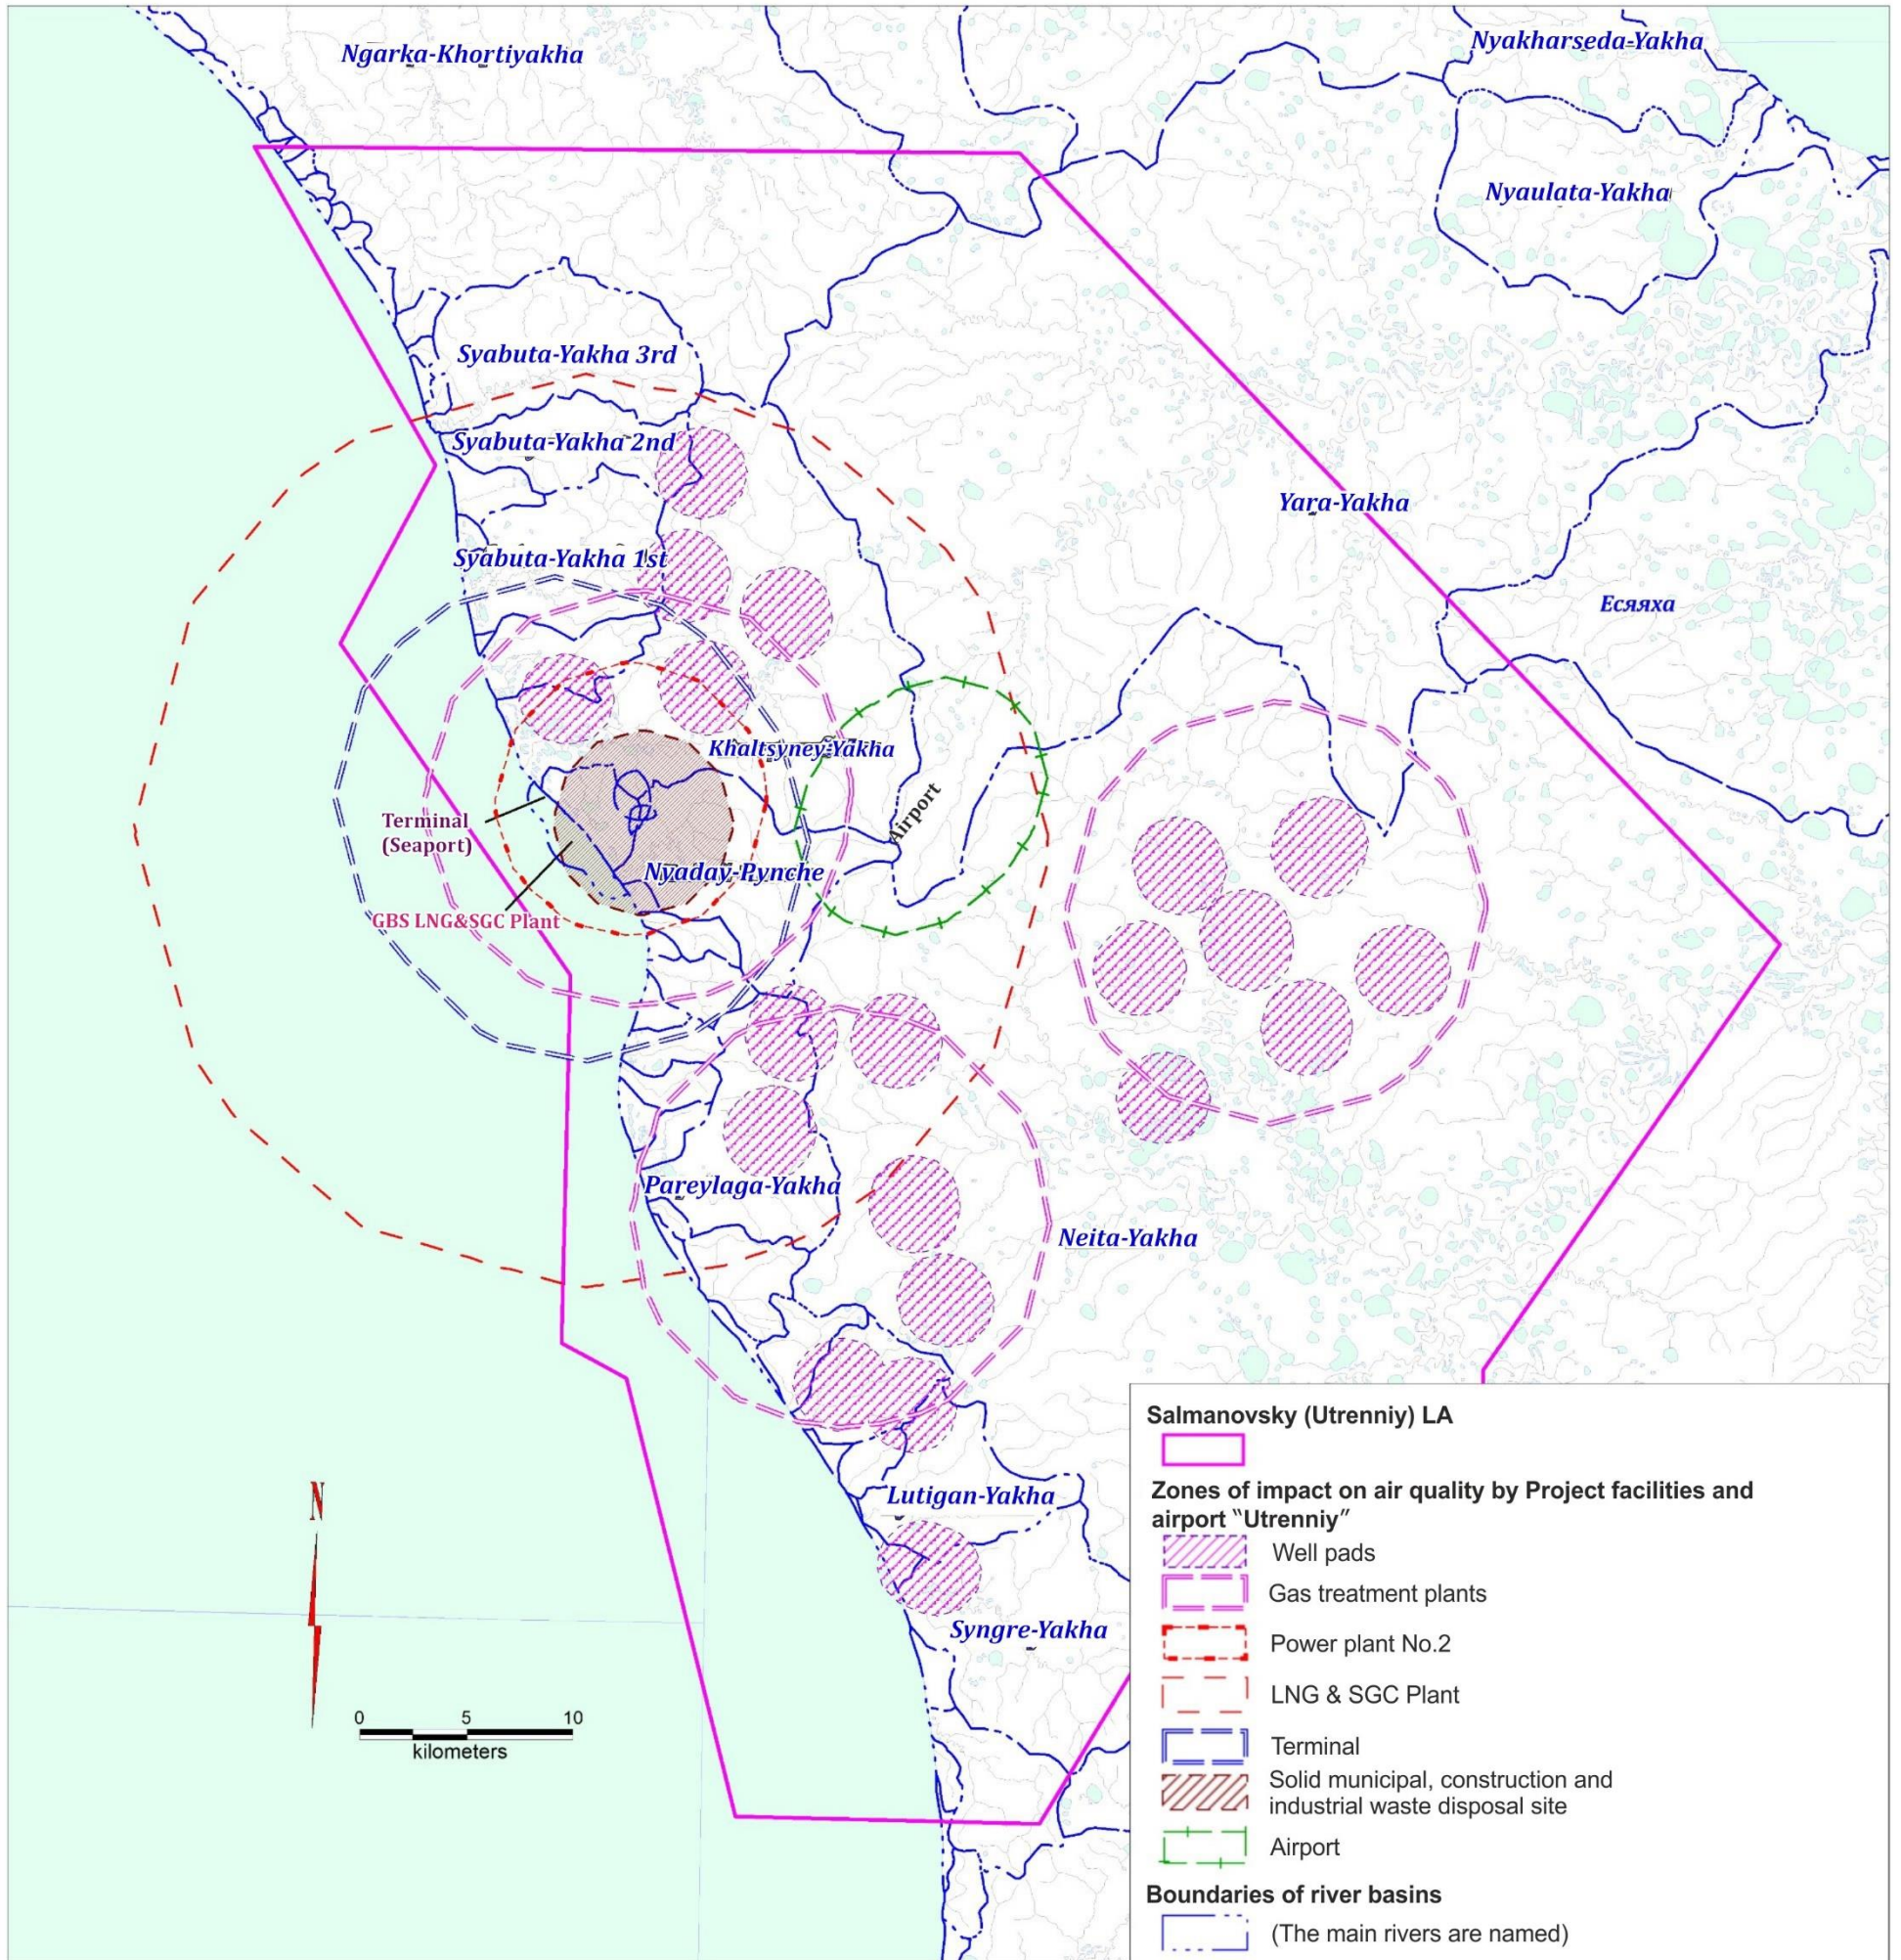 Ngarka-Khortiyakha
Nyakharseda-Yakha
Nyaulata-Yakha
Syabuta-Yakha 3rd
Syabuta-Yakha 2nd
Yara-Yakha
Syabuta-Yakha 1st
Есяяха
Khaltsyney-Yakha
Airport
Terminal
(Seaport)
Nyaday-Pynche
GBS LNG&SGC Plant
Pareylaga-Yakha
Neita-Yakha
Lutigan-Yakha
Syngre-Yakha
N
0 5 10
kilometers
Salmanovsky (Utrenniy) LA
Zones of impact on air quality by Project facilities and
airport “Utrenniy”
Well pads
Gas treatment plants
Power plant No.2
LNG & SGC Plant
Terminal
Solid municipal, construction and
industrial waste disposal site
Airport
Boundaries of river basins
(The main rivers are named)